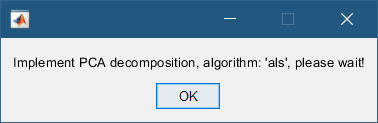 Implement PCA decomposition, algorithm: 'als', please wait!
OK